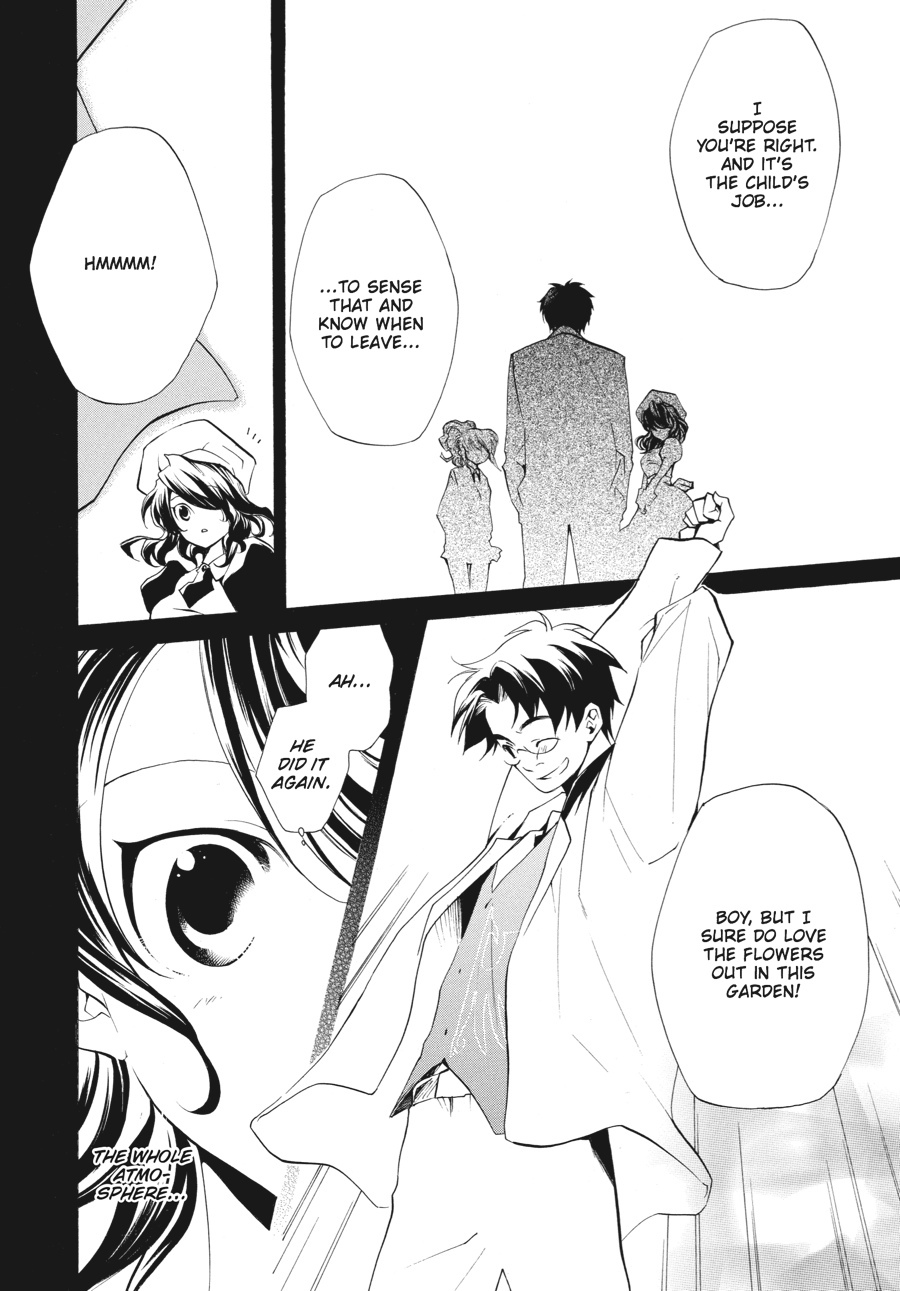 I
SUPPOSE
YOU'RE RIGHT.
AND IT'S
THE CHILD'S
JOB...
...TO SENSE
THAT AND
KNOW WHEN
TO LEAVE...
HMMMM!
BOY, BUT I
SURE DO LOVE
THE FLOWERS
OUT IN THIS
GARDEN!
AH...
HE
DID IT
AGAIN.
THE WHOLE
ATMO-
SPHERE...